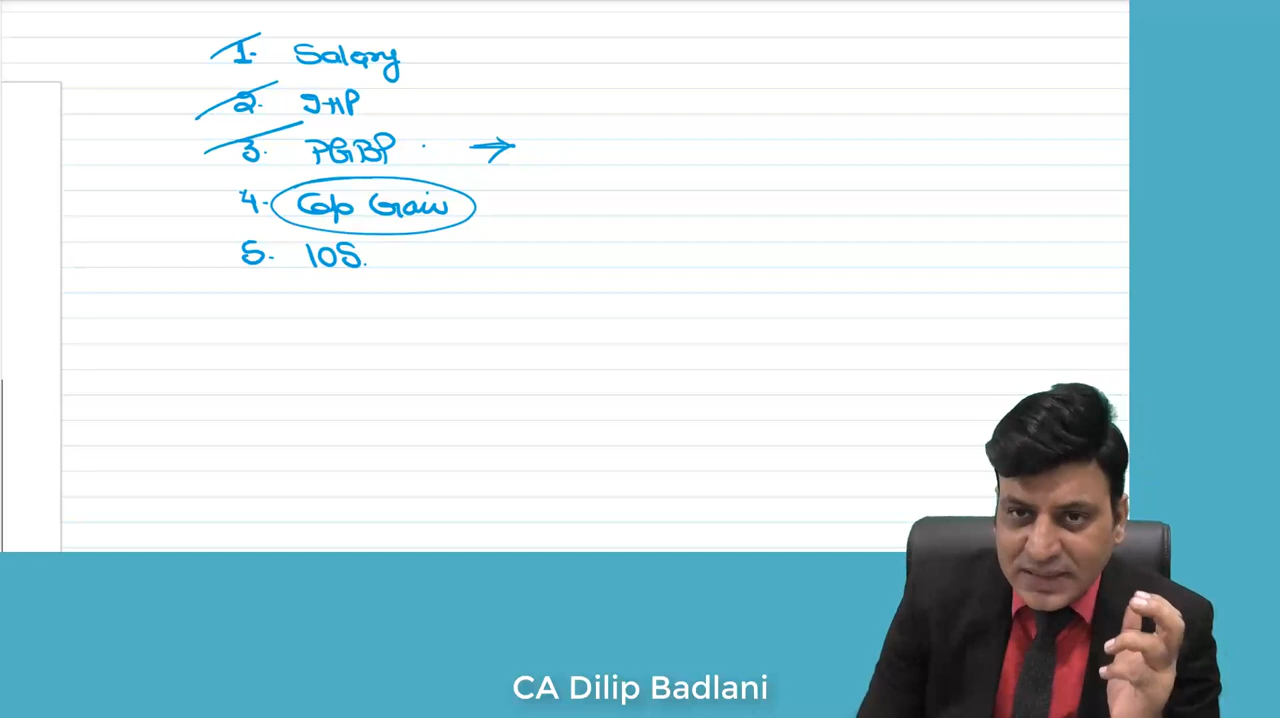 1. Salary
2. IHP
3. PGBP →
4. Cap Gain
5. IOS.
CA Dilip Badlani